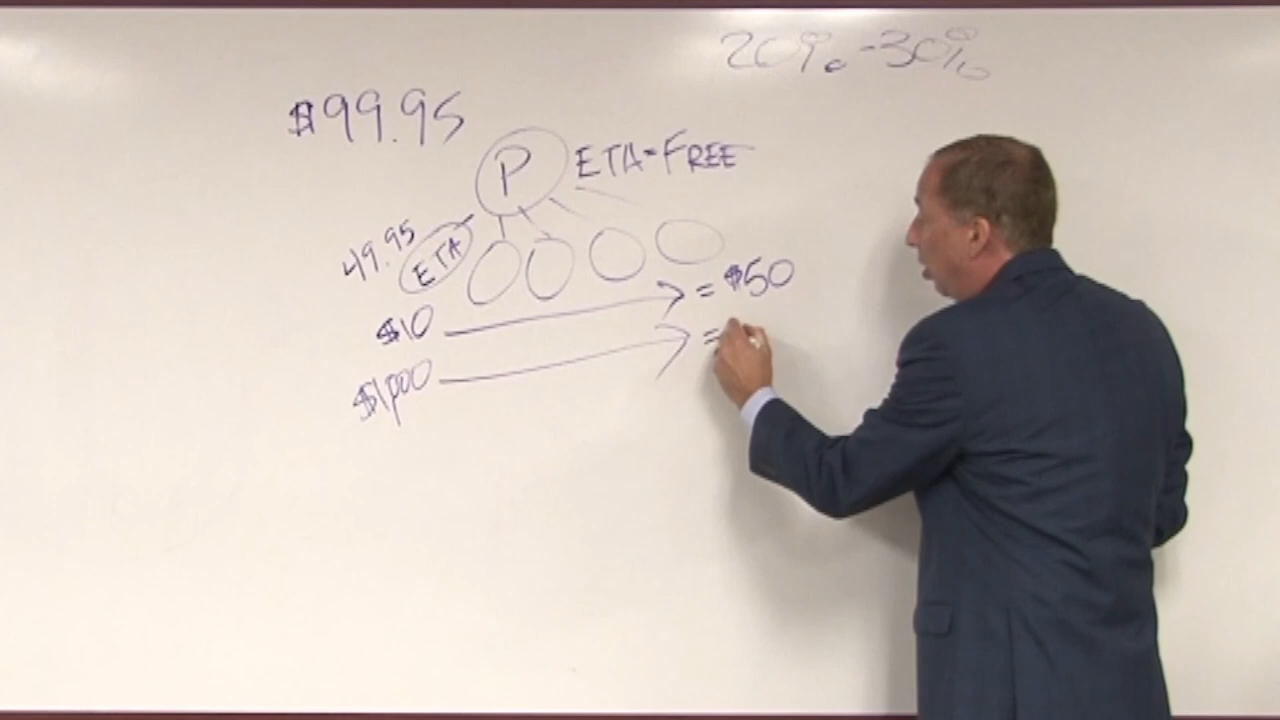 20%-30%
$99.95
P ETA-FREE
49.95 ETA
$10 = $50
$1,000 =